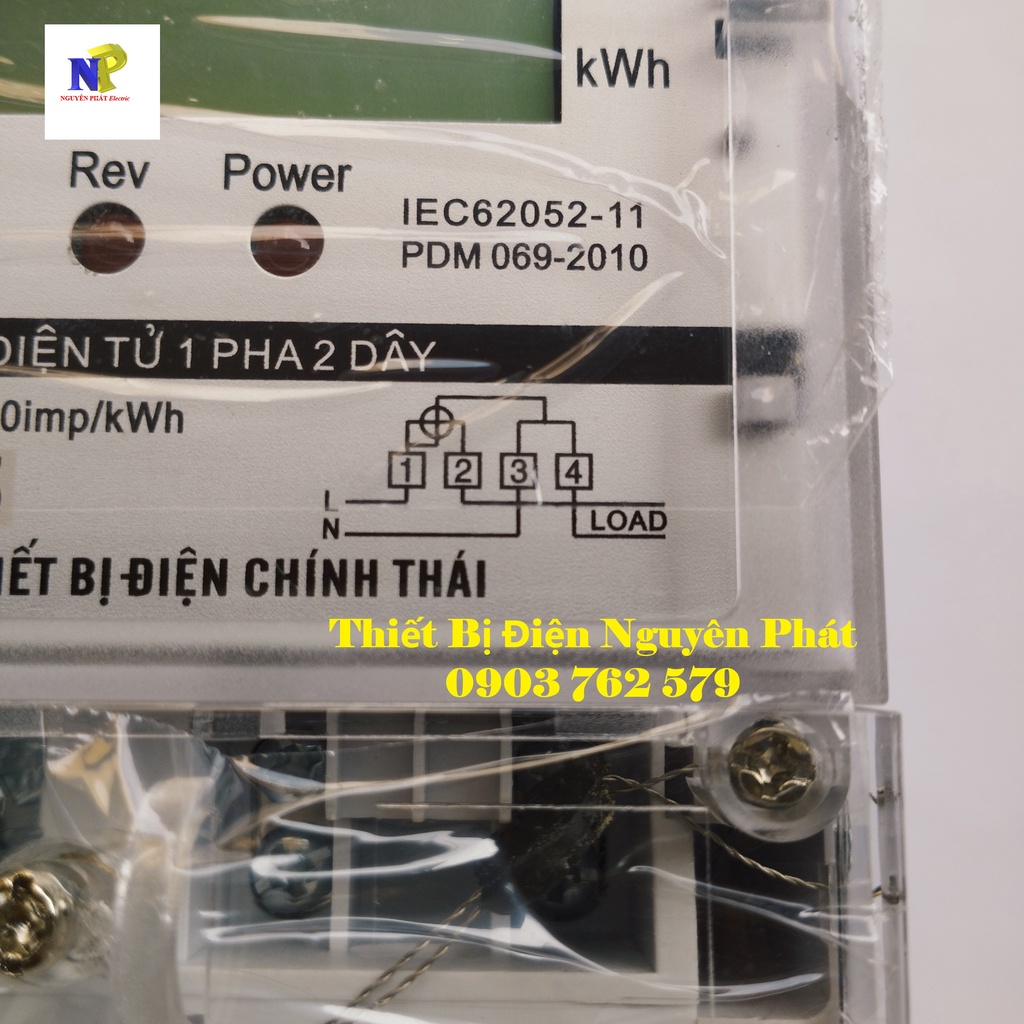 NP
NGUYÊN PHÁT Electric
kWh
Rev Power
IEC62052-11
PDM 069-2010
ĐIỆN TỬ 1 PHA 2 DÂY
0imp/kWh
1 2 3 4
L
N
LOAD
IẾT BỊ ĐIỆN CHÍNH THÁI
Thiết Bị Điện Nguyên Phát
0903 762 579